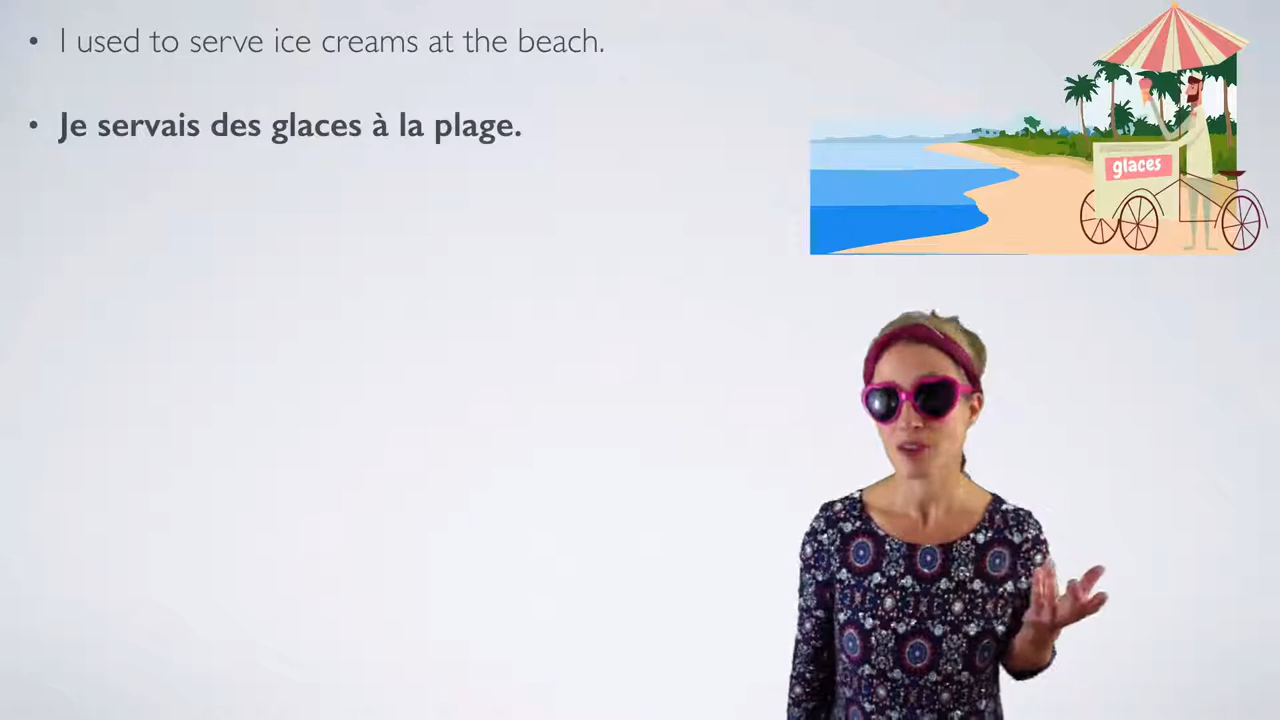 • I used to serve ice creams at the beach.
• Je servais des glaces à la plage.
glaces